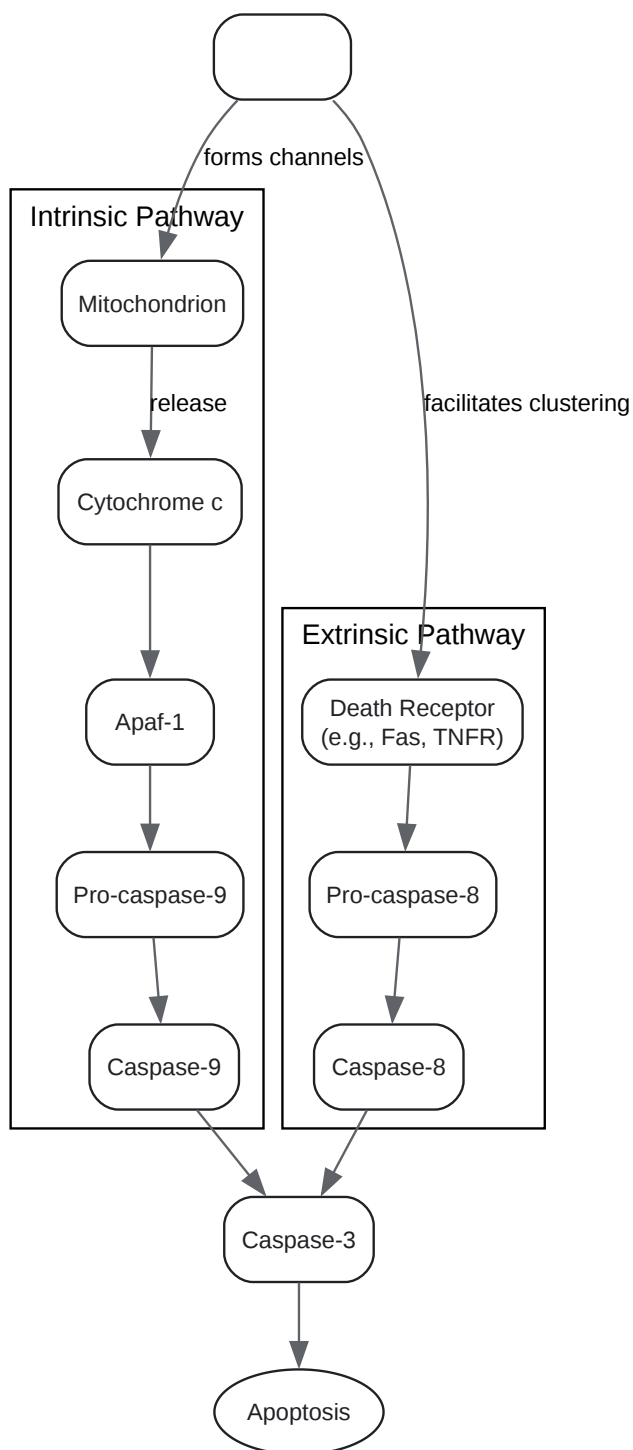 forms channels
Intrinsic Pathway
Mitochondrion
release
facilitates clustering
Cytochrome c
Extrinsic Pathway
Apaf-1
Death Receptor
(e.g., Fas, TNFR)
Pro-caspase-9
Pro-caspase-8
Caspase-9
Caspase-8
Caspase-3
Apoptosis